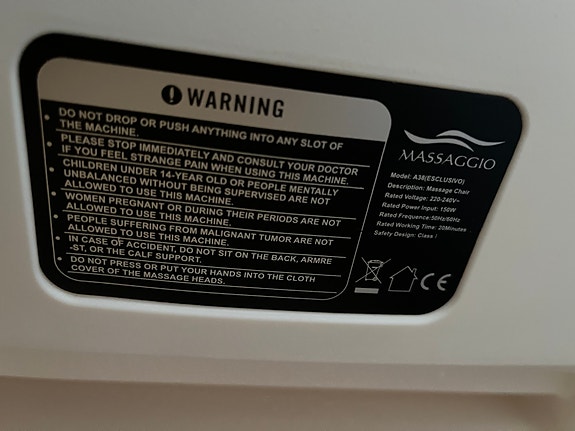 WARNING
• DO NOT DROP OR PUSH ANYTHING INTO ANY SLOT OF
THE MACHINE.
• PLEASE STOP IMMEDIATELY AND CONSULT YOUR DOCTOR
IF YOU FEEL STRANGE PAIN WHEN USING THIS MACHINE.
• CHILDREN UNDER 14-YEAR OLD OR PEOPLE MENTALLY
UNBALANCED WITHOUT BEING SUPERVISED ARE NOT
ALLOWED TO USE THIS MACHINE.
• WOMEN PREGNANT OR DURING THEIR PERIODS ARE NOT
ALLOWED TO USE THIS MACHINE.
• PEOPLE SUFFERING FROM MALIGNANT TUMOR ARE NOT
ALLOWED TO USE THIS MACHINE.
• IN CASE OF ACCIDENT, DO NOT SIT ON THE BACK, ARMRE
-ST, OR THE CALF SUPPORT.
• DO NOT PRESS OR PUT YOUR HANDS INTO THE CLOTH
COVER OF THE MASSAGE HEADS.
MASSAGGIO
Model: A38(ESCLUSIVO)
Description: Massage Chair
Rated Voltage: 220-240V~
Rated Power Input: 150W
Rated Frequence:50Hz/60Hz
Rated Working Time: 20Minutes
Safety Design: Class I
CE